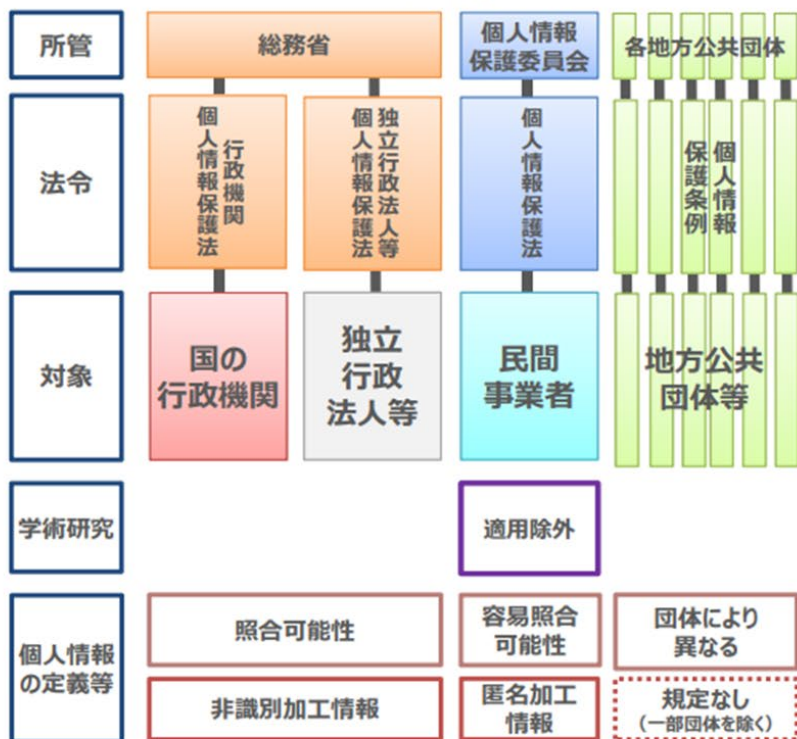 所管
総務省
個人情報
保護委員会
各地方公共団体
法令
行政機関
個人情報保護法
独立行政法人等
個人情報保護法
個人情報保護法
個人情報
保護条例
対象
国の
行政機関
独立
行政
法人等
民間
事業者
地方公共
団体等
学術研究
適用除外
個人情報
の定義等
照合可能性
容易照合
可能性
団体により
異なる
非識別加工情報
匿名加工
情報
規定なし
（一部団体を除く）